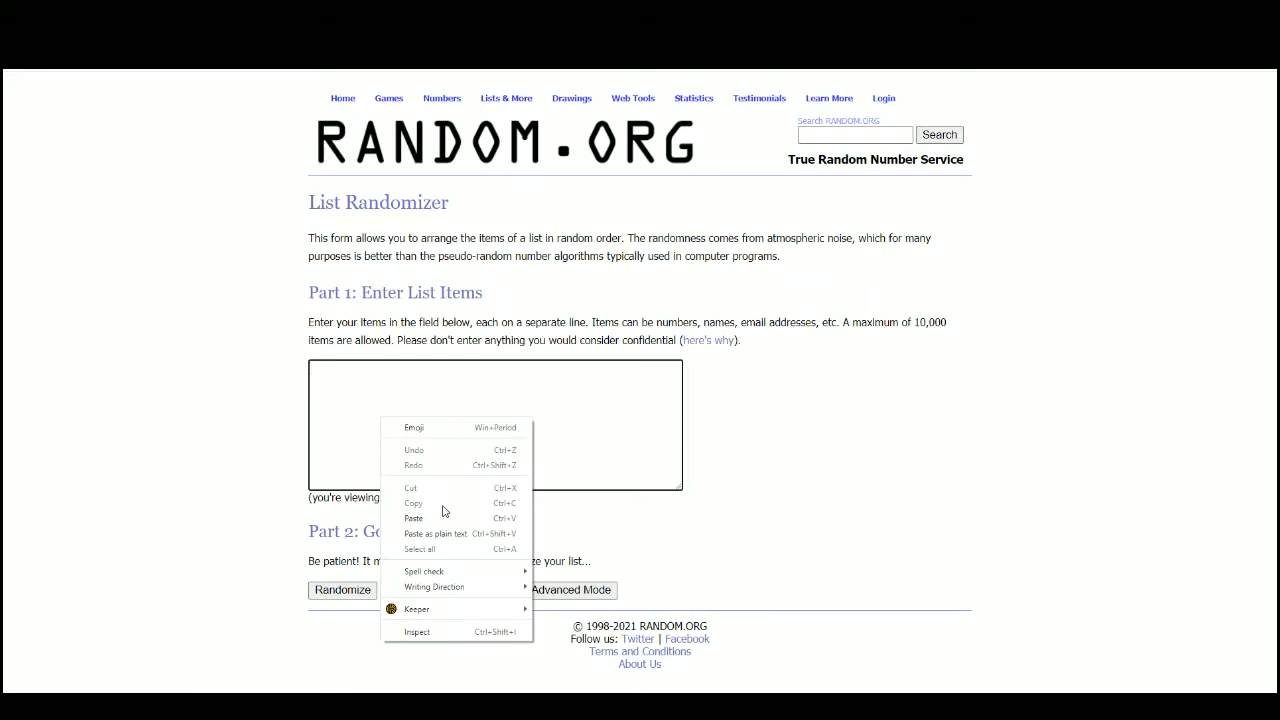 Home Games Numbers Lists & More Drawings Web Tools Statistics Testimonials Learn More Login
RANDOM.ORG
Search RANDOM.ORG
Search
True Random Number Service
List Randomizer
This form allows you to arrange the items of a list in random order. The randomness comes from atmospheric noise, which for many
purposes is better than the pseudo-random number algorithms typically used in computer programs.
Part 1: Enter List Items
Enter your items in the field below, each on a separate line. Items can be numbers, names, email addresses, etc. A maximum of 10,000
items are allowed. Please don't enter anything you would consider confidential (here's why).
Emoji Win+Period
Undo Ctrl+Z
Redo Ctrl+Shift+Z
Cut Ctrl+X
(you're viewing
Copy Ctrl+C
Paste Ctrl+V
Part 2: Go
Paste as plain text Ctrl+Shift+V
Select all Ctrl+A
Be patient! It m
ze your list...
Spell check
Writing Direction
Randomize
Advanced Mode
Keeper
Inspect Ctrl+Shift+I
© 1998-2021 RANDOM.ORG
Follow us: Twitter | Facebook
Terms and Conditions
About Us